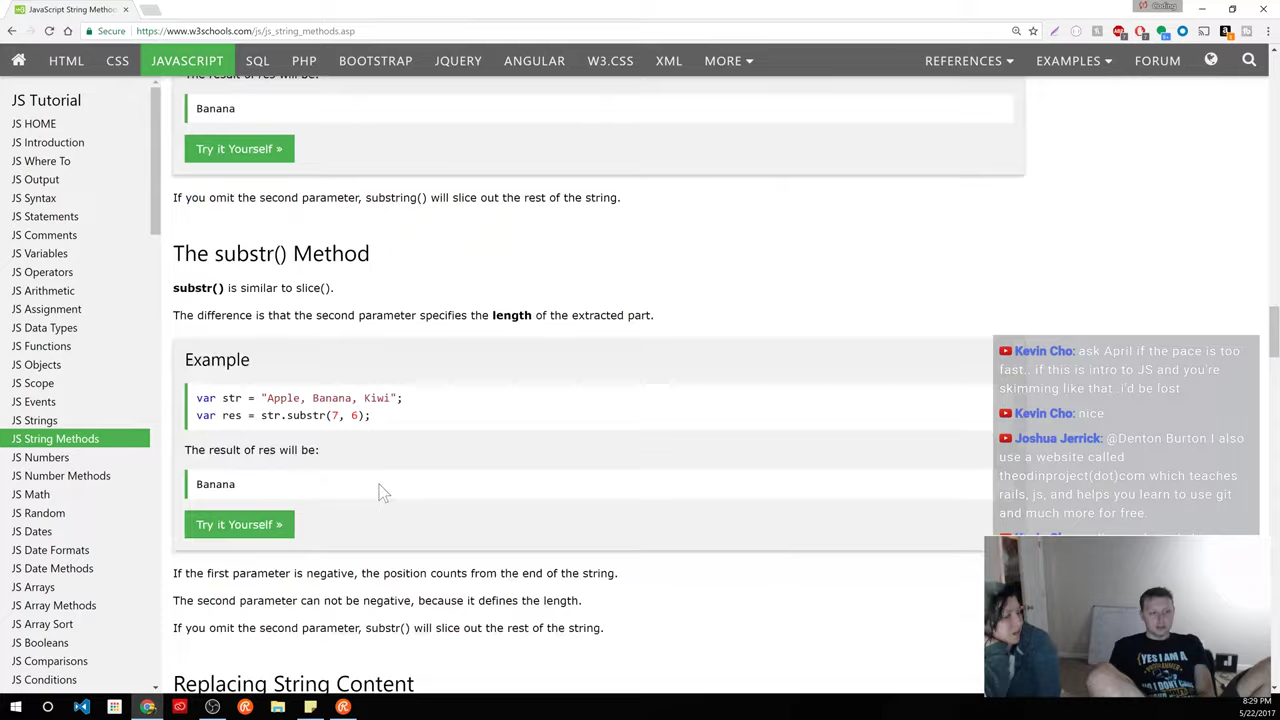 JavaScript String Metho
Coding
Secure
https://www.w3schools.com/js/js_string_methods.asp
HTML CSS JAVASCRIPT SQL PHP BOOTSTRAP JQUERY ANGULAR W3.CSS XML MORE REFERENCES EXAMPLES FORUM
JS Tutorial
JS HOME
JS Introduction
JS Where To
JS Output
JS Syntax
JS Statements
JS Comments
JS Variables
JS Operators
JS Arithmetic
JS Assignment
JS Data Types
JS Functions
JS Objects
JS Scope
JS Events
JS Strings
JS String Methods
JS Numbers
JS Number Methods
JS Math
JS Random
JS Dates
JS Date Formats
JS Date Methods
JS Arrays
JS Array Methods
JS Array Sort
JS Booleans
JS Comparisons
JS Conditions
The result of res will be:
Banana
Try it Yourself »
If you omit the second parameter, substring() will slice out the rest of the string.
The substr() Method
substr() is similar to slice().
The difference is that the second parameter specifies the length of the extracted part.
Example
var str = "Apple, Banana, Kiwi";
var res = str.substr(7, 6);
The result of res will be:
Banana
Try it Yourself »
If the first parameter is negative, the position counts from the end of the string.
The second parameter can not be negative, because it defines the length.
If you omit the second parameter, substr() will slice out the rest of the string.
Replacing String Content
Kevin Cho: ask April if the pace is too
fast.. if this is intro to JS and you're
skimming like that..i'd be lost
Kevin Cho: nice
Joshua Jerrick: @Denton Burton I also
use a website called
theodinproject(dot)com which teaches
rails, js, and helps you learn to use git
and much more for free.
YES I AM A
PROGRAMMER
8:29 PM
5/22/2017